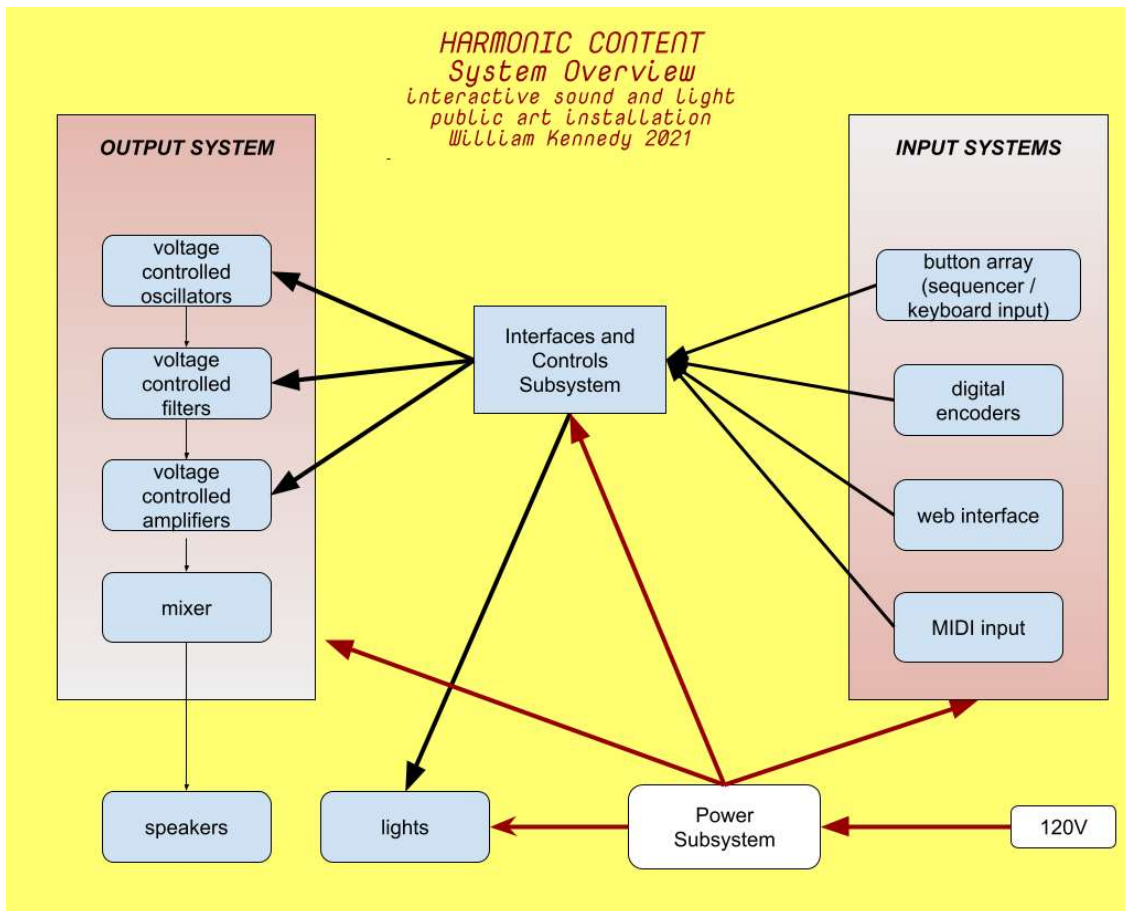 HARMONIC CONTENT
System Overview
interactive sound and light
public art installation
William Kennedy 2021
OUTPUT SYSTEM
voltage
controlled
oscillators
voltage
controlled
filters
voltage
controlled
amplifiers
mixer
speakers
Interfaces and
Controls
Subsystem
lights
INPUT SYSTEMS
button array
(sequencer /
keyboard input)
digital
encoders
web interface
MIDI input
Power
Subsystem
120V